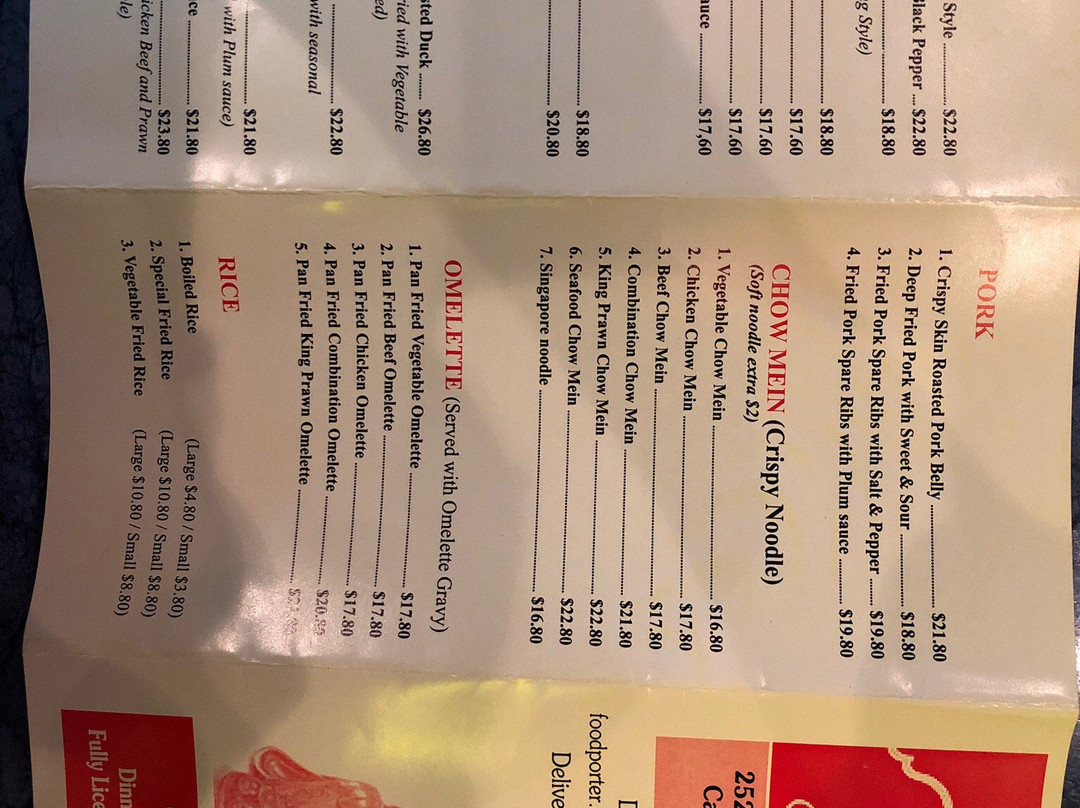 Style .......... $22.80
Black Pepper ... $22.80
g Style)
.......... $18.80
.......... $18.80
.......... $17.60
.......... $17.60
.......... $17.60
auce .......... $17,60
.......... $18.80
.......... $20.80
sted Duck ...... $26.80
ried with Vegetable
ed)
.......... $22.80
with seasonal
.......... $21.80
with Plum sauce)
ce .......... $21.80
.......... $23.80
icken Beef and Prawn
le)
PORK
1. Crispy Skin Roasted Pork Belly .......... $21.80
2. Deep Fried Pork with Sweet & Sour .......... $18.80
3. Fried Pork Spare Ribs with Salt & Pepper ...... $19.80
4. Fried Pork Spare Ribs with Plum sauce .......... $19.80
CHOW MEIN (Crispy Noodle)
(Soft noodle extra $2)
1. Vegetable Chow Mein .......... $16.80
2. Chicken Chow Mein .......... $17.80
3. Beef Chow Mein .......... $17.80
4. Combination Chow Mein .......... $21.80
5. King Prawn Chow Mein .......... $22.80
6. Seafood Chow Mein .......... $22.80
7. Singapore noodle .......... $16.80
OMELETTE (Served with Omelette Gravy)
1. Pan Fried Vegetable Omelette .......... $17.80
2. Pan Fried Beef Omelette .......... $17.80
3. Pan Fried Chicken Omelette .......... $17.80
4. Pan Fried Combination Omelette .......... $20.80
5. Pan Fried King Prawn Omelette ..........
RICE
1. Boiled Rice (Large $4.80 / Small $3.80)
2. Special Fried Rice (Large $10.80 / Small $8.80)
3. Vegetable Fried Rice (Large $10.80 / Small $8.80)
252
Ca
D
foodporter.
Delive
Dinn
Fully Lice